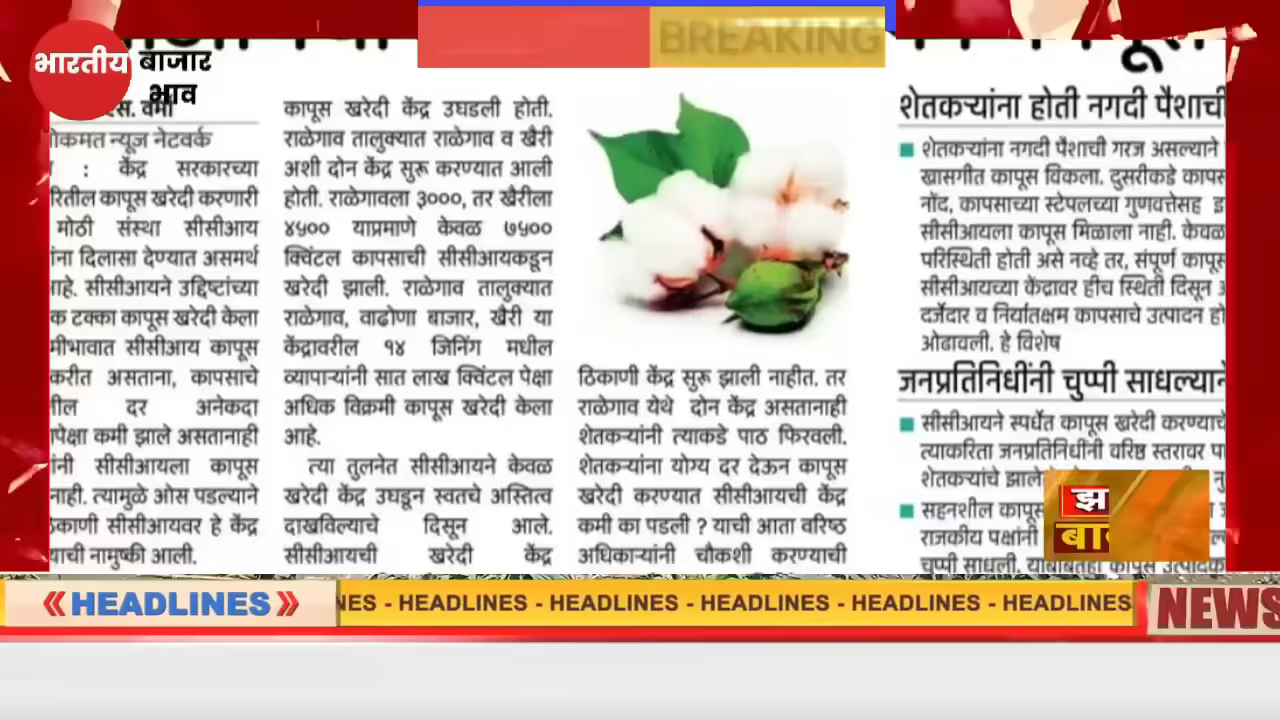 भारतीय
बाजार
भाव
BREAKING
वर्मा
न्यूज नेटवर्क
: केंद्र सरकारच्या
कापूस खरेदी करणारी
मोठी संस्था सीसीआय
दिलासा देण्यात असमर्थ
सीसीआयने उद्दिष्टांच्या
टक्का कापूस खरेदी केला
सीसीआय कापूस
असताना, कापसाचे
दर अनेकदा
कमी झाले असतानाही
सीसीआयला कापूस
नाही. त्यामुळे ओस पडल्याने
सीसीआयवर हे केंद्र
नामुष्की आली.
कापूस खरेदी केंद्र उघडली होती.
राळेगाव तालुक्यात राळेगाव व खैरी
अशी दोन केंद्र सुरू करण्यात आली
होती. राळेगावला ३०००, तर खैरीला
४५०० याप्रमाणे केवळ ७५००
क्विंटल कापसाची सीसीआयकडून
खरेदी झाली. राळेगाव तालुक्यात
राळेगाव, वाढोणा बाजार, खैरी या
केंद्रावरील १४ जिनिंग मधील
व्यापाऱ्यांनी सात लाख क्विंटल पेक्षा
अधिक विक्रमी कापूस खरेदी केला
आहे.
त्या तुलनेत सीसीआयने केवळ
खरेदी केंद्र उघडून स्वतचे अस्तित्व
दाखविल्याचे दिसून आले.
सीसीआयची खरेदी केंद्र
ठिकाणी केंद्र सुरू झाली नाहीत. तर
राळेगाव येथे दोन केंद्र असतानाही
शेतकऱ्यांनी त्याकडे पाठ फिरवली.
शेतकऱ्यांना योग्य दर देऊन कापूस
खरेदी करण्यात सीसीआयची केंद्र
कमी का पडली ? याची आता वरिष्ठ
अधिकाऱ्यांनी चौकशी करण्याची
शेतकऱ्यांना होती नगदी पैशाची
शेतकऱ्यांना नगदी पैशाची गरज असल्याने
खासगीत कापूस विकला. दुसरीकडे
नोंद, कापसाच्या स्टेपलच्या गुणवत्तेसह
सीसीआयला कापूस मिळाला नाही. केवळ
परिस्थिती होती असे नव्हे तर, संपूर्ण कापूस
सीसीआयच्या केंद्रावर हीच स्थिती दिसून
दर्जेदार व निर्यातक्षम कापसाचे उत्पादन
ओढावली. हे विशेष
जनप्रतिनिधींनी चुप्पी साधल्याने
सीसीआयने स्पर्धेत कापूस खरेदी
त्याकरिता जनप्रतिनिधींनी वरिष्ठ स्तरावर
शेतकऱ्यांचे झाले
सहनशील कापूस
राजकीय पक्षांनी
चुप्पी साधली.
HEADLINES
- HEADLINES - HEADLINES - HEADLINES - HEADLINES - HEADLINES
NEWS